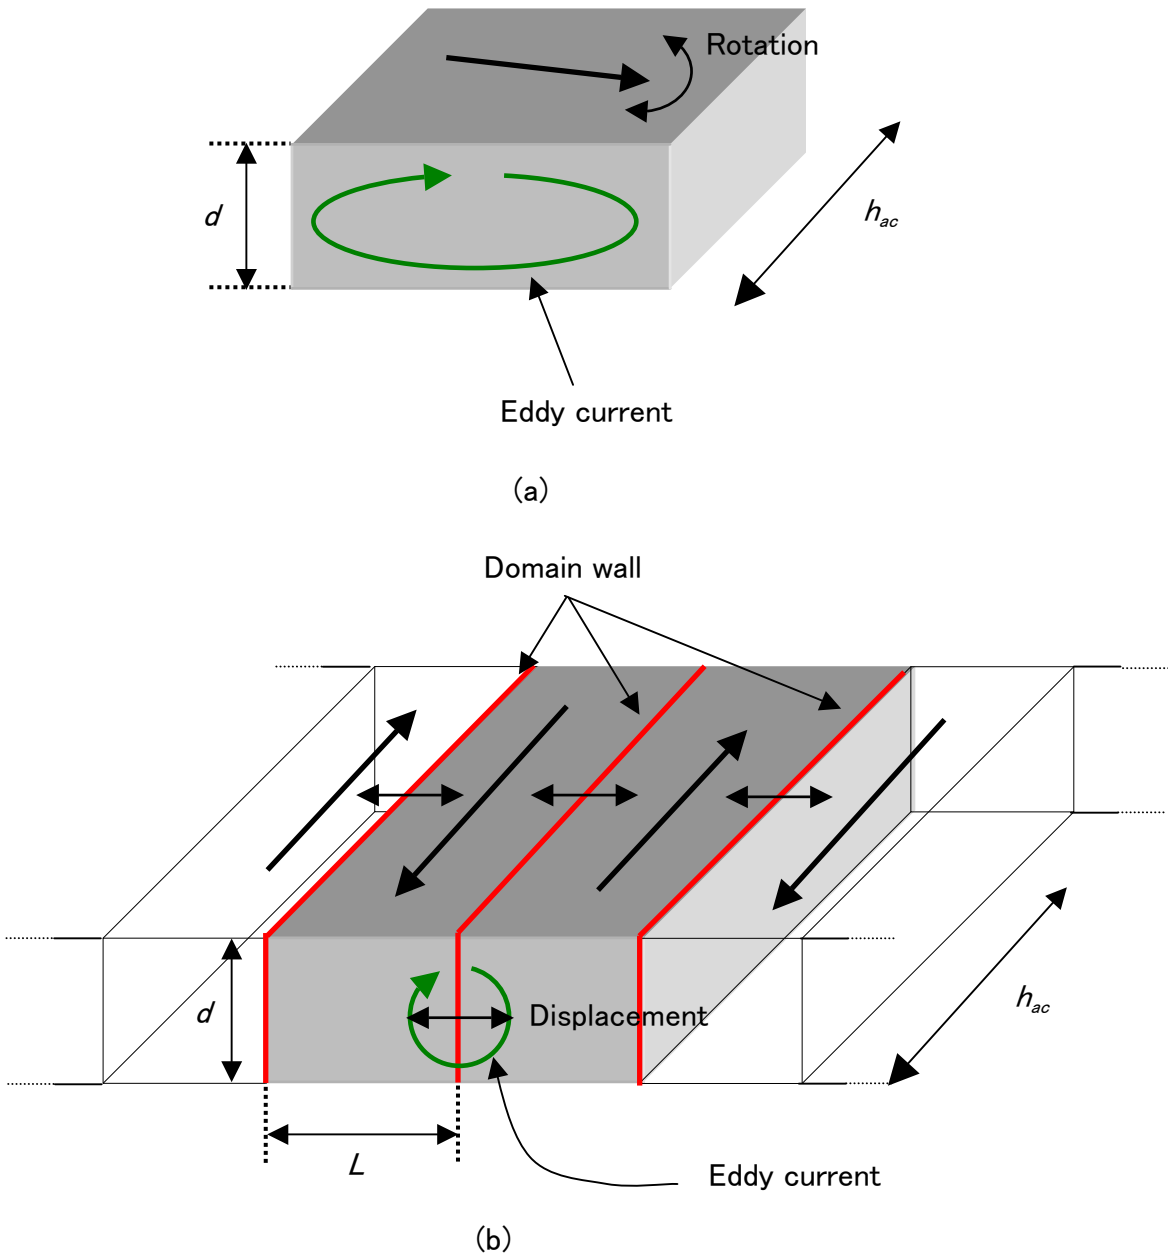 Rotation
d
h_ac
Eddy current
(a)
Domain wall
d
Displacement
h_ac
L
Eddy current
(b)